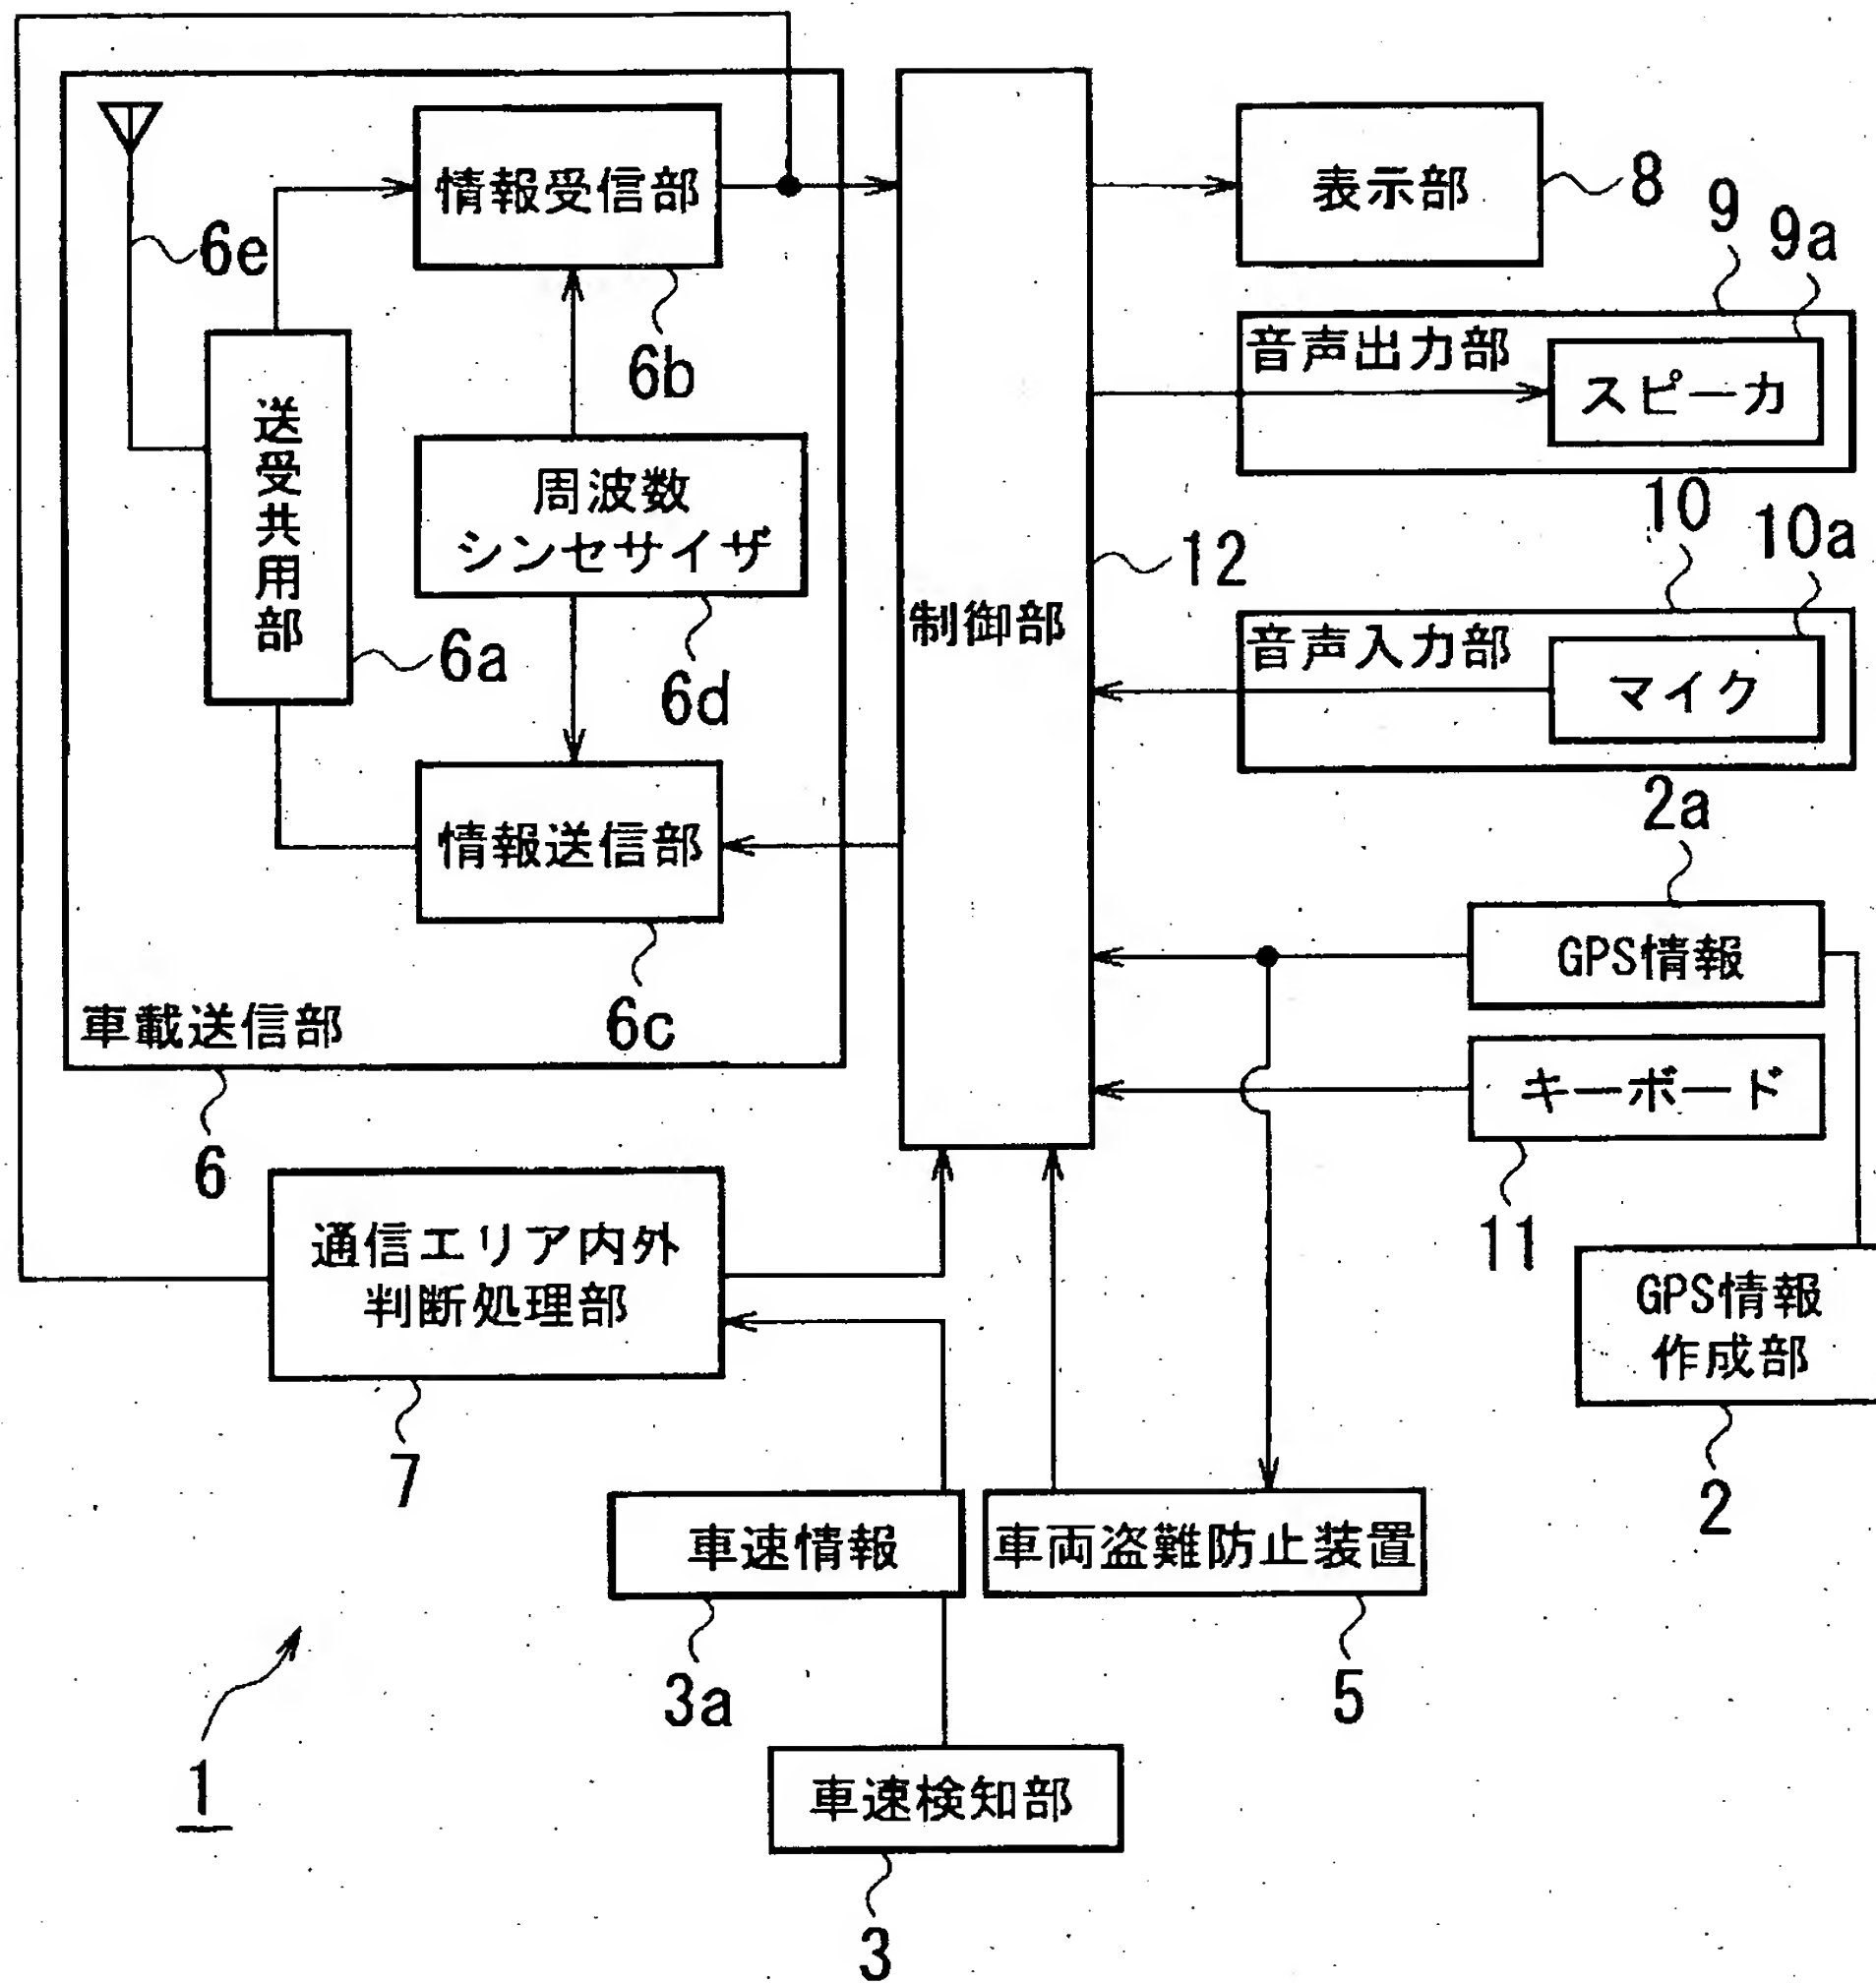 情報受信部
表示部
8
9
9a
6e
6b
音声出力部
スピーカ
送受共用部
周波数
シンセサイザ
10
10a
12
制御部
6a
6d
音声入力部
マイク
2a
情報送信部
GPS情報
車載送信部
6c
キーボード
6
11
通信エリア内外
判断処理部
GPS情報
作成部
7
2
車速情報
車両盗難防止装置
3a
5
1
車速検知部
3